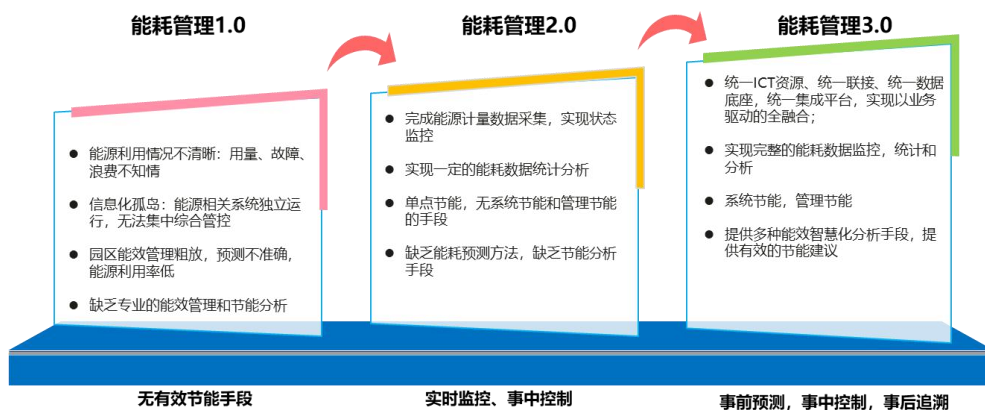 能耗管理1.0
能源利用情况不清晰：用量、故障、
浪费不知情
信息化孤岛：能源相关系统独立运
行，无法集中综合管控
园区能效管理粗放，预测不准确，
能源利用率低
缺乏专业的能效管理和节能分析
无有效节能手段
能耗管理2.0
完成能源计量数据采集，实现状态
监控
实现一定的能耗数据统计分析
单点节能，无系统节能和管理节能
的手段
缺乏能耗预测方法，缺乏节能分析
手段
实时监控、事中控制
能耗管理3.0
统一ICT资源、统一联接、统一数据
底座，统一集成平台，实现以业务
驱动的全融合；
实现完整的能耗数据监控，统计和
分析
系统节能，管理节能
提供多种能效智慧化分析手段，提
供有效的节能建议
事前预测，事中控制，事后追溯